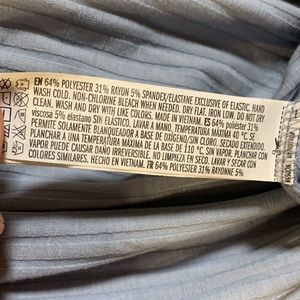 EN 64% POLYESTER 31% RAYON 5% SPANDEX/ELASTANE EXCLUSIVE OF ELASTIC. HAND
WASH COLD. NON-CHLORINE BLEACH WHEN NEEDED. DRY FLAT. IRON LOW. DO NOT DRY
CLEAN. WASH AND DRY WITH LIKE COLORS. MADE IN VIETNAM. ES 64% poliéster 31%
viscosa 5% elastano SIN ELASTICO. LAVAR A MANO, TEMPERATURA MÁXIMA 40 °C. SE
PERMITE SOLAMENTE BLANQUEADOR A BASE DE OXÍGENO/SIN CLORO. SECADO EXTENDIDO.
PLANCHAR A UNA TEMPERATURA MÁXIMA DE LA BASE DE 110 °C, SIN VAPOR. PLANCHAR A
VAPOR PUEDE CAUSAR DAÑO IRREVERSIBLE. NO LIMPIEZA EN SECO. LAVAR Y SECAR CON
COLORES SIMILARES. HECHO EN VIETNAM. FR 64% POLYESTER 31% RAYONNE 5%